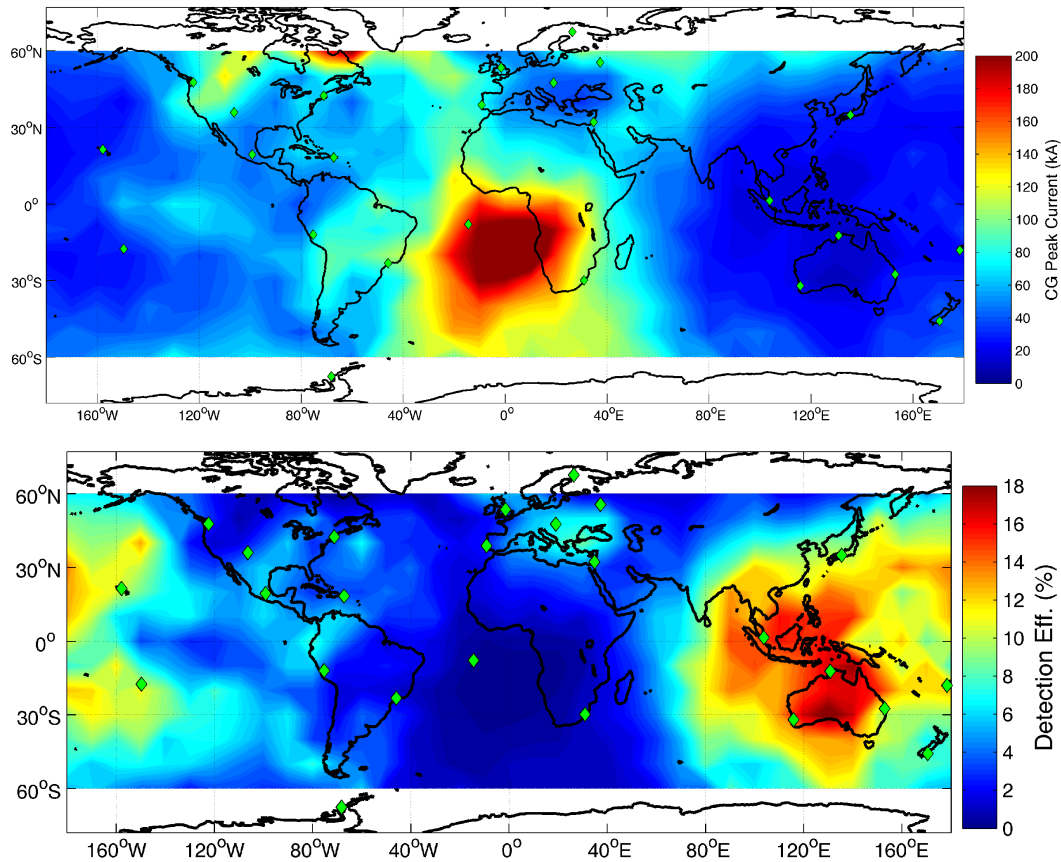 60°N
30°N
0°
30°S
60°S
160°W
120°W
80°W
40°W
0°
40°E
80°E
120°E
160°E
200
180
160
140
120
100
80
60
40
20
0
CG Peak Current (kA)
60°N
30°N
0°
30°S
60°S
160°W
120°W
80°W
40°W
0°
40°E
80°E
120°E
160°E
18
16
14
12
10
8
6
4
2
0
Detection Eff. (%)